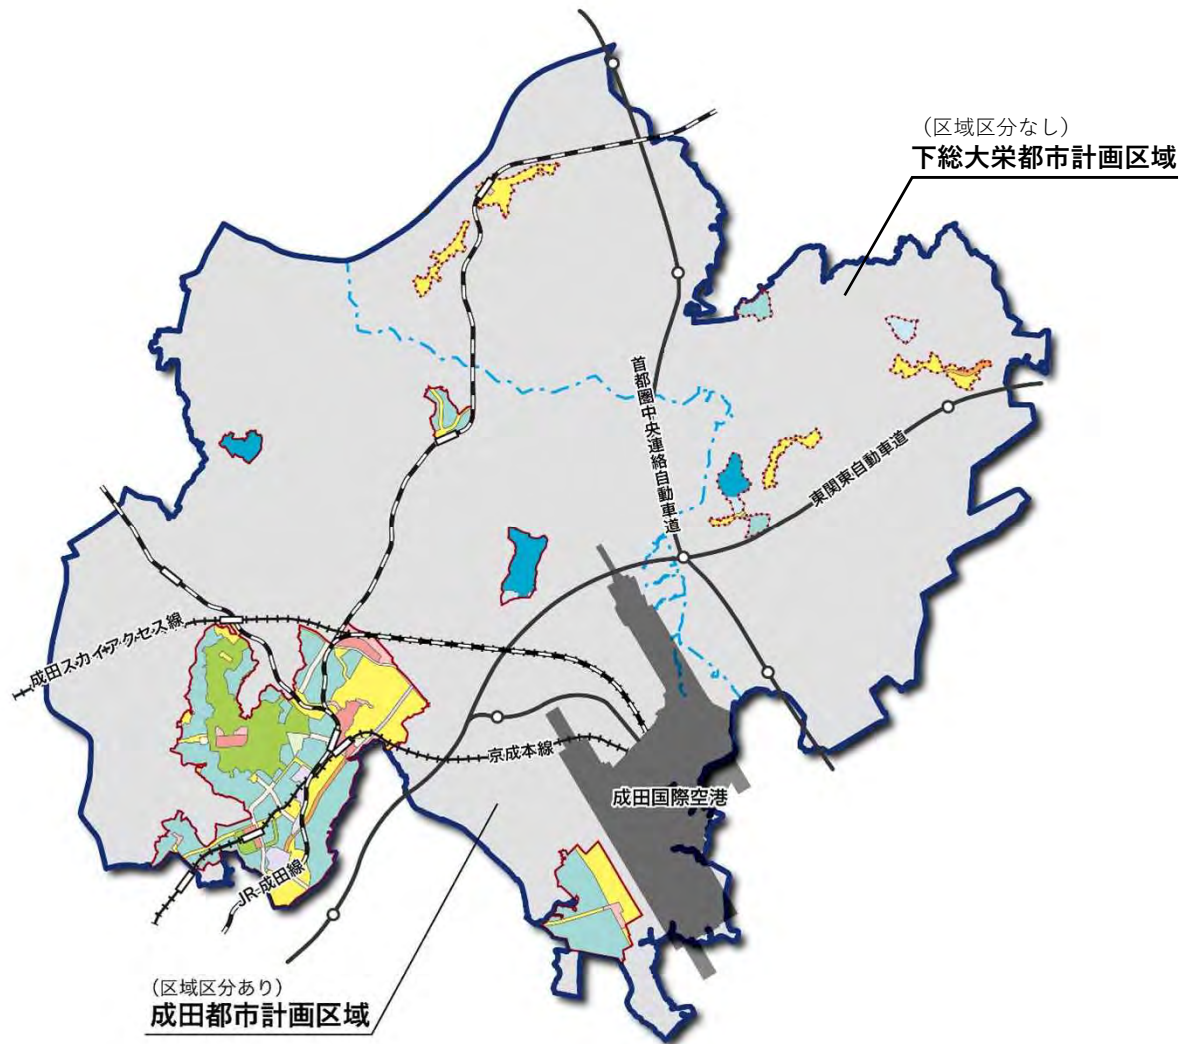 （区域区分なし）
下総大栄都市計画区域
首都圏中央連絡自動車道
東関東自動車道
成田スカイアクセス線
京成本線
成田国際空港
JR 成田線
（区域区分あり）
成田都市計画区域